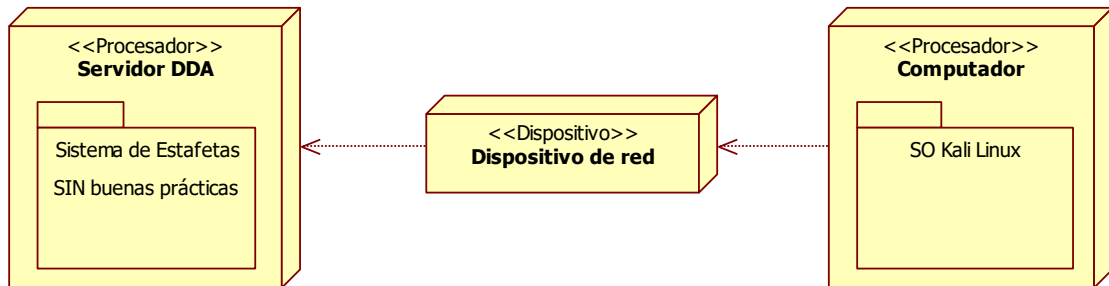 <<Procesador>>
Servidor DDA
Sistema de Estafetas
SIN buenas prácticas
<<Dispositivo>>
Dispositivo de red
<<Procesador>>
Computador
SO Kali Linux